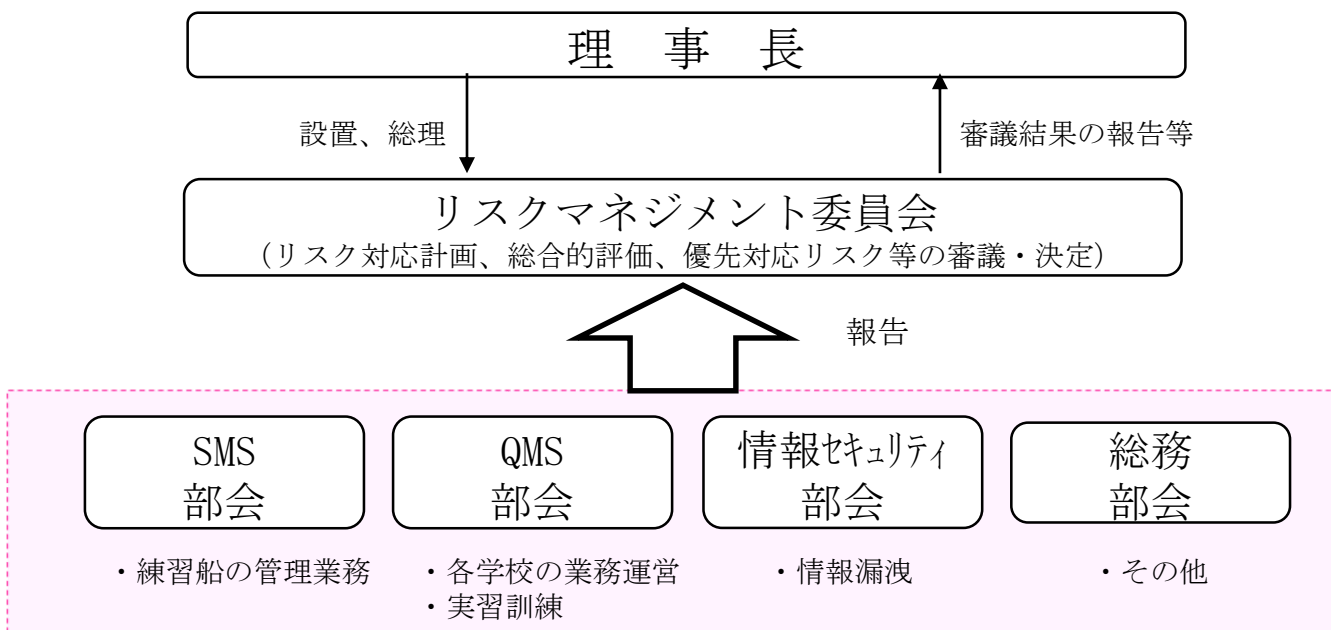 理　事　長
設置、総理
審議結果の報告等
リスクマネジメント委員会
（リスク対応計画、総合的評価、優先対応リスク等の審議・決定）
報告
SMS
部会
QMS
部会
情報ｾｷｭﾘﾃｨ
部会
総務
部会
・練習船の管理業務
・各学校の業務運営
・実習訓練
・情報漏洩
・その他